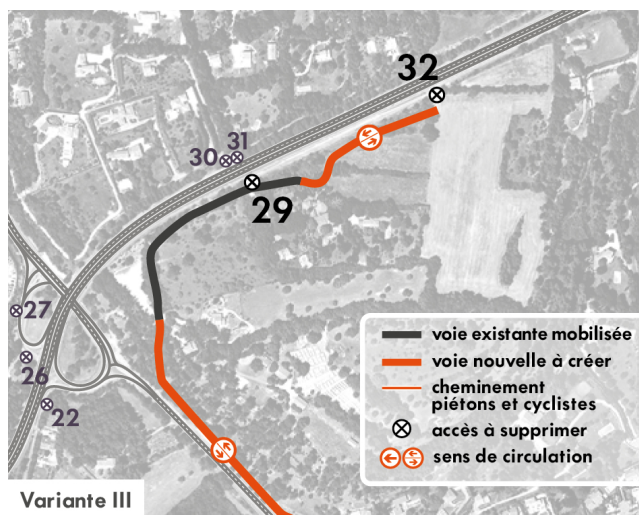 32
31
30
29
27
26
22
voie existante mobilisée
voie nouvelle à créer
cheminement
piétons et cyclistes
accès à supprimer
sens de circulation
Variante III